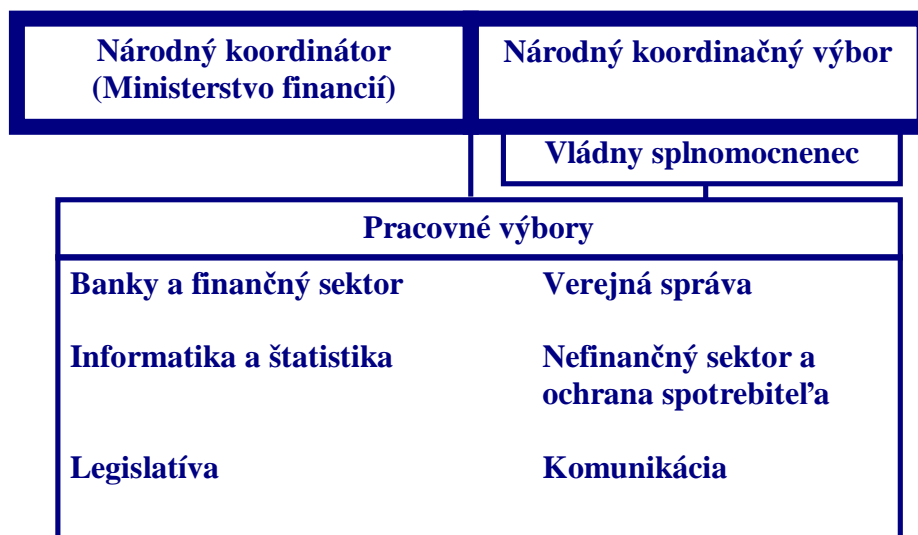 Národný koordinátor
(Ministerstvo financií)
Národný koordinačný výbor
Vládny splnomocnenec
Pracovné výbory
Banky a finančný sektor
Verejná správa
Informatika a štatistika
Nefinančný sektor a
ochrana spotrebiteľa
Legislatíva
Komunikácia